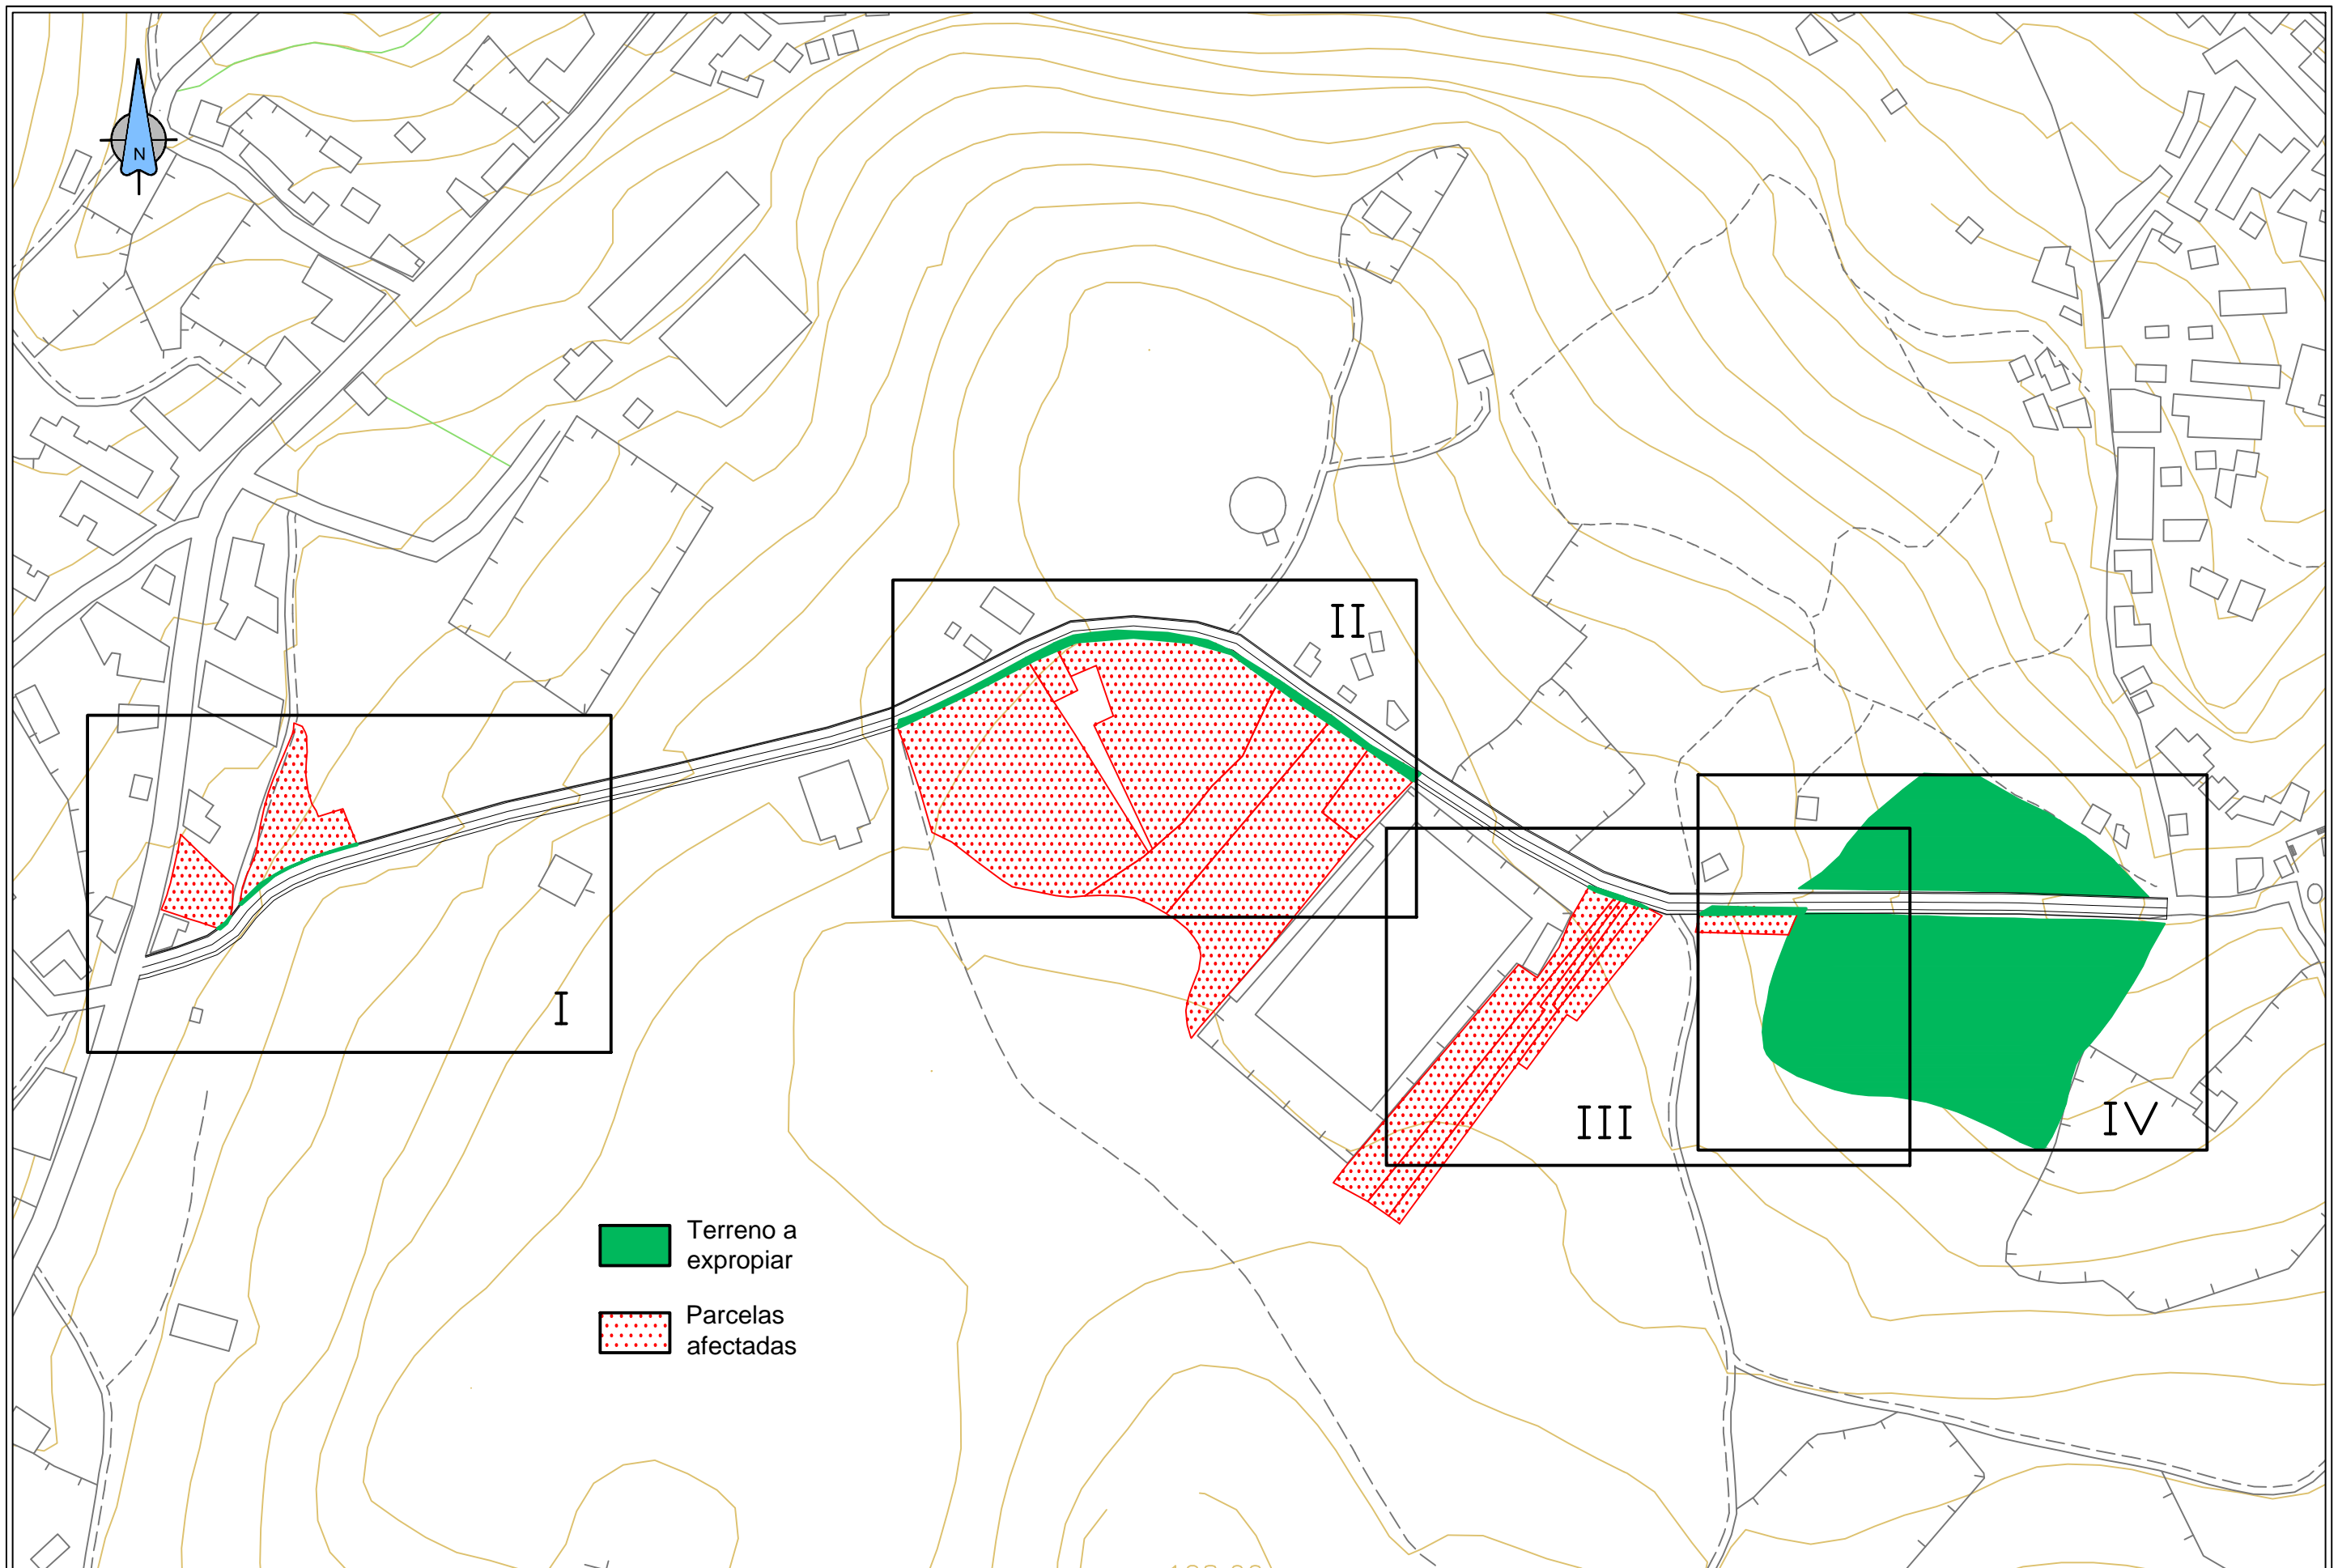 N
II
I
III
IV
Terreno a
expropiar
Parcelas
afectadas